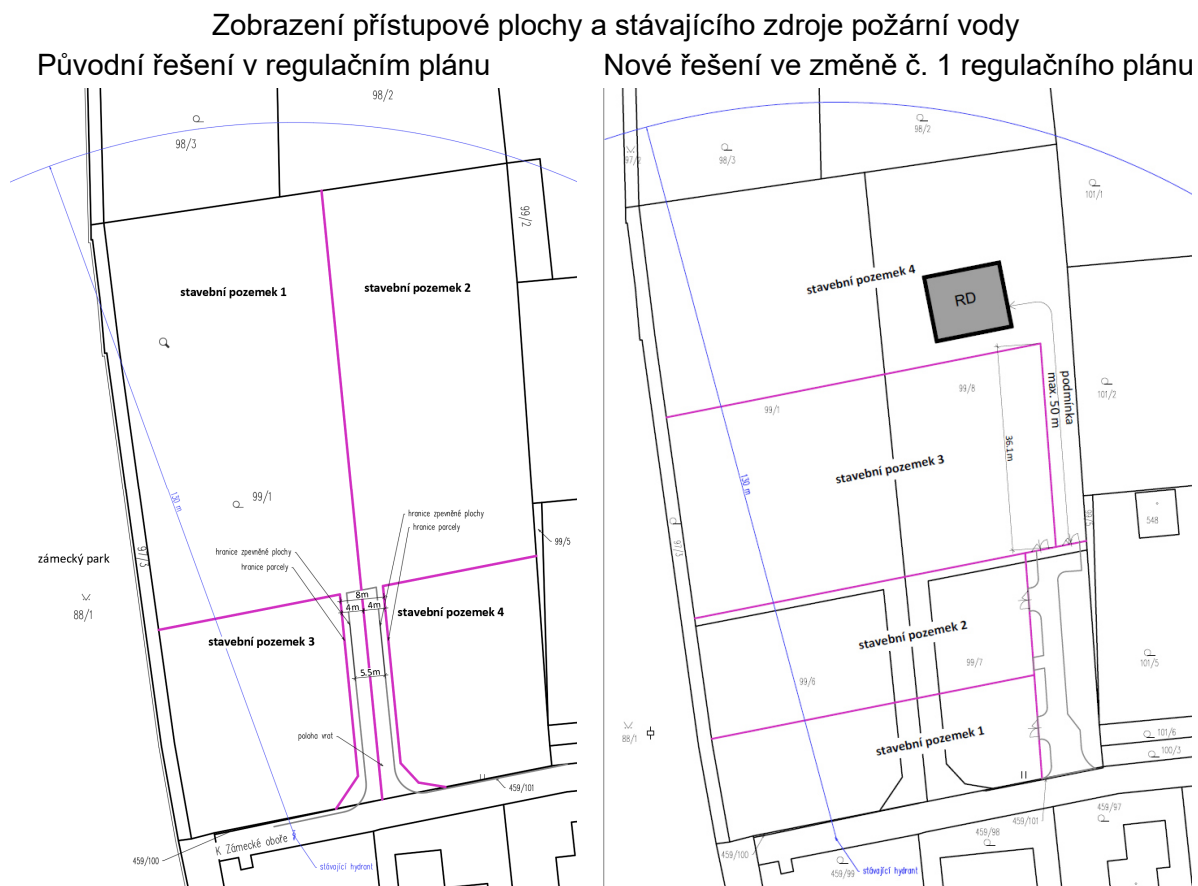 Zobrazení přístupové plochy a stávajícího zdroje požární vody
Původní řešení v regulačním plánu
98/2
98/3
99/2
stavební pozemek 1
stavební pozemek 2
130 m
99/1
hranice zpevněné plochy
hranice parcely
99/5
hranice zpevněné plochy
hranice parcely
zámecký park
97/3
88/1
8m
4m
4m
stavební pozemek 4
stavební pozemek 3
5.5m
poloha vrat
459/101
K Zámecké oboře
459/100
stávající hydrant
Nové řešení ve změně č. 1 regulačního plánu
98/2
97/2
98/3
101/1
stavební pozemek 4
RD
podmínka
max. 50 m
101/2
99/8
99/1
36.1m
stavební pozemek 3
130 m
99/5
548
97/3
stavební pozemek 2
99/7
101/5
99/6
88/1
stavební pozemek 1
101/6
100/3
459/97
459/101
459/98
459/100
459/99
stávající hydrant